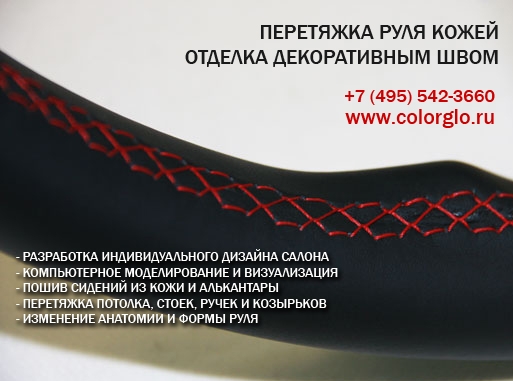 ПЕРЕТЯЖКА РУЛЯ КОЖЕЙ
ОТДЕЛКА ДЕКОРАТИВНЫМ ШВОМ
+7 (495) 542-3660
www.colorglo.ru
- РАЗРАБОТКА ИНДИВИДУАЛЬНОГО ДИЗАЙНА САЛОНА
- КОМПЬЮТЕРНОЕ МОДЕЛИРОВАНИЕ И ВИЗУАЛИЗАЦИЯ
- ПОШИВ СИДЕНИЙ ИЗ КОЖИ И АЛЬКАНТАРЫ
- ПЕРЕТЯЖКА ПОТОЛКА, СТОЕК, РУЧЕК И КОЗЫРЬКОВ
- ИЗМЕНЕНИЕ АНАТОМИИ И ФОРМЫ РУЛЯ